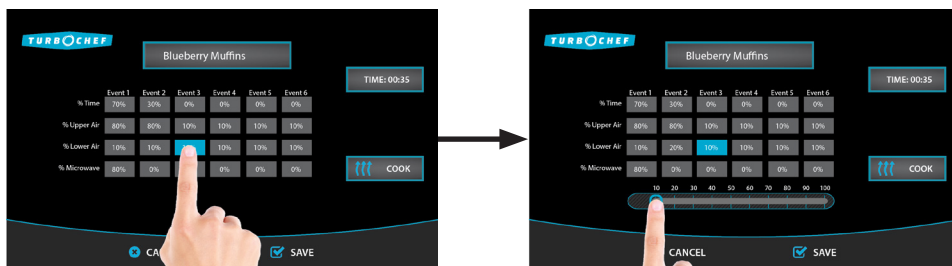 TURBOCHEF
Blueberry Muffins
TIME: 00:35
Event 1 Event 2 Event 3 Event 4 Event 5 Event 6
% Time 70% 30% 0% 0% 0% 0%
% Upper Air 80% 80% 10% 10% 10% 10%
% Lower Air 10% 10% 10% 10% 10%
% Microwave 80% 0% 0% 0% 0%
COOK
SAVE
TURBOCHEF
Blueberry Muffins
TIME: 00:35
Event 1 Event 2 Event 3 Event 4 Event 5 Event 6
% Time 70% 30% 0% 0% 0% 0%
% Upper Air 80% 80% 10% 10% 10% 10%
% Lower Air 10% 20% 10% 10% 10% 10%
% Microwave 80% 0% 0% 0% 0% 0%
COOK
10 20 30 40 50 60 70 80 90 100
CANCEL SAVE